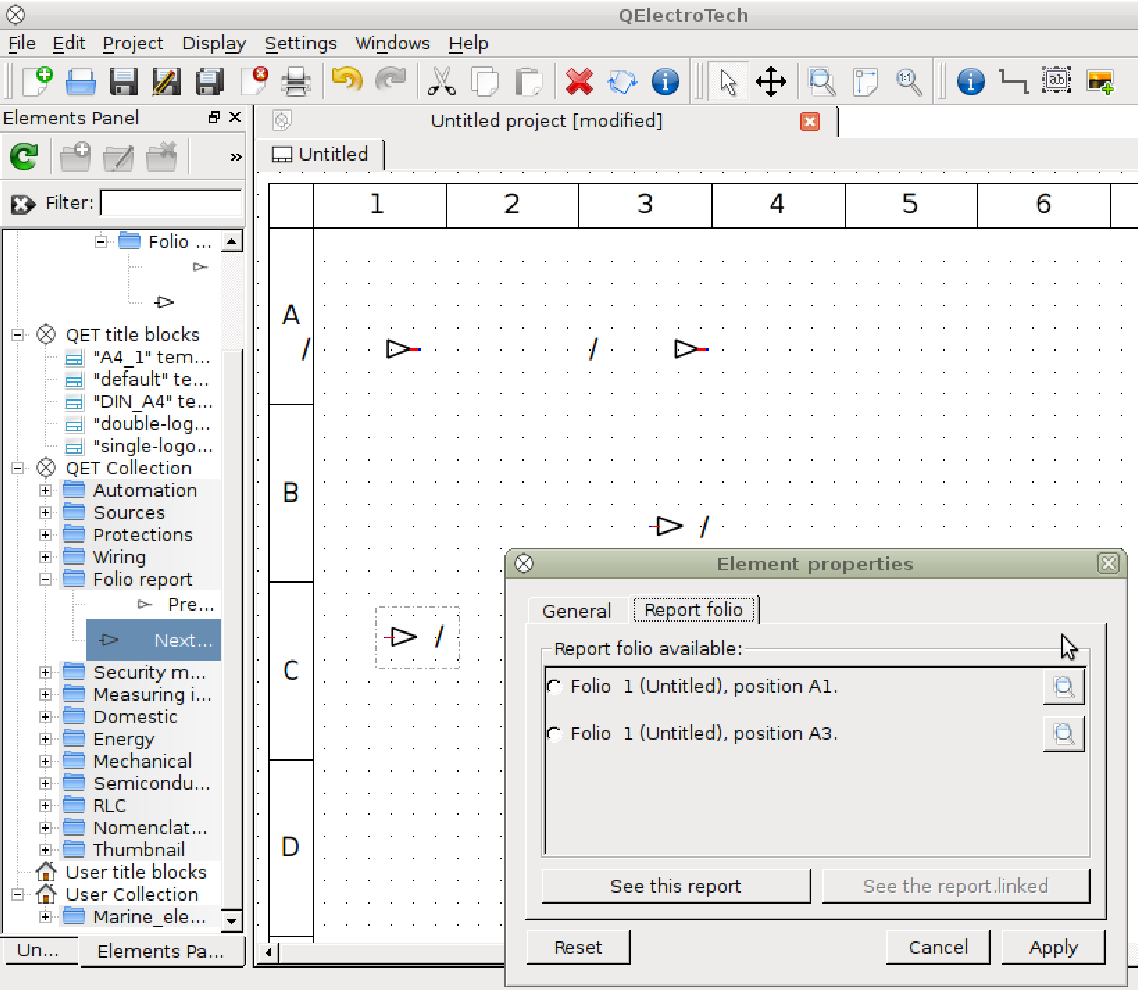 QElectroTech
File Edit Project Display Settings Windows Help
Elements Panel
»
Filter:
Folio ...
QET title blocks
"A4_1" tem...
"default" te...
"DIN_A4" te...
"double-log...
"single-logo...
QET Collection
Automation
Sources
Protections
Wiring
Folio report
Pre...
Next...
Security m...
Measuring i...
Domestic
Energy
Mechanical
Semicondu...
RLC
Nomenclat...
Thumbnail
User title blocks
User Collection
Marine_ele...
Un...
Elements Pa...
Untitled project [modified]
Untitled
1 2 3 4 5 6
A
/ /
B
/
C
/
D
Element properties
General
Report folio
Report folio available:
Folio 1 (Untitled), position A1.
Folio 1 (Untitled), position A3.
See this report
See the report.linked
Reset
Cancel
Apply